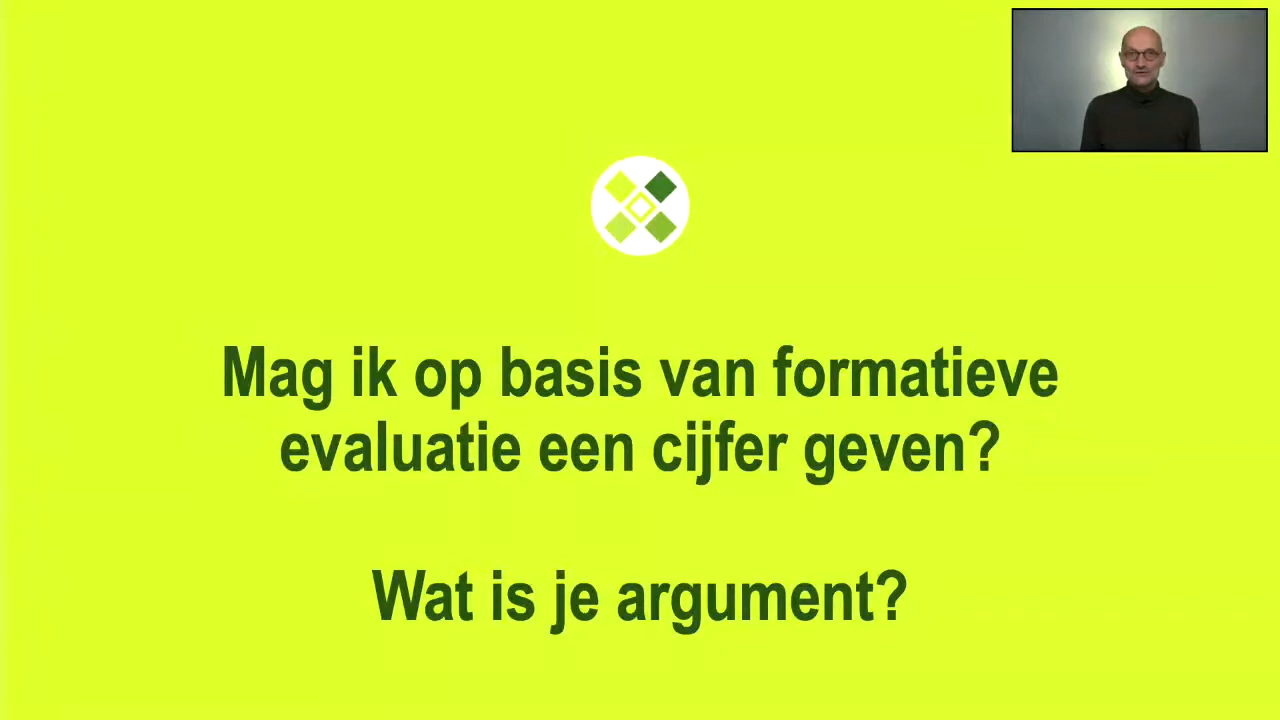 Mag ik op basis van formatieve
evaluatie een cijfer geven?
Wat is je argument?